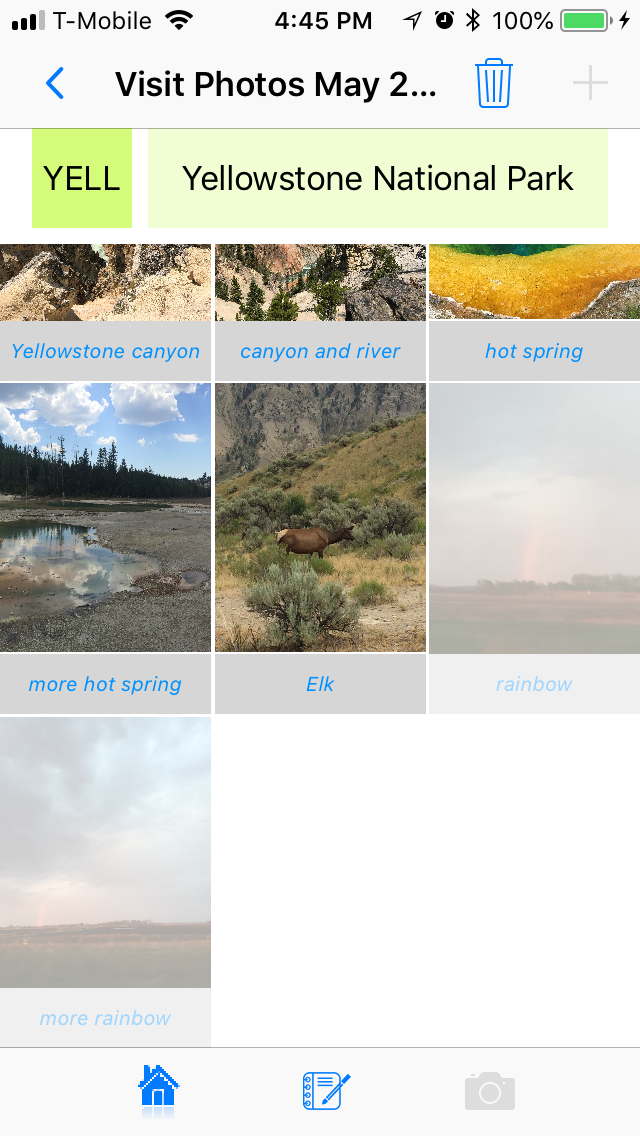 T-Mobile 4:45 PM 100%
Visit Photos May 2...
YELL Yellowstone National Park
Yellowstone canyon canyon and river hot spring
more hot spring Elk rainbow
more rainbow